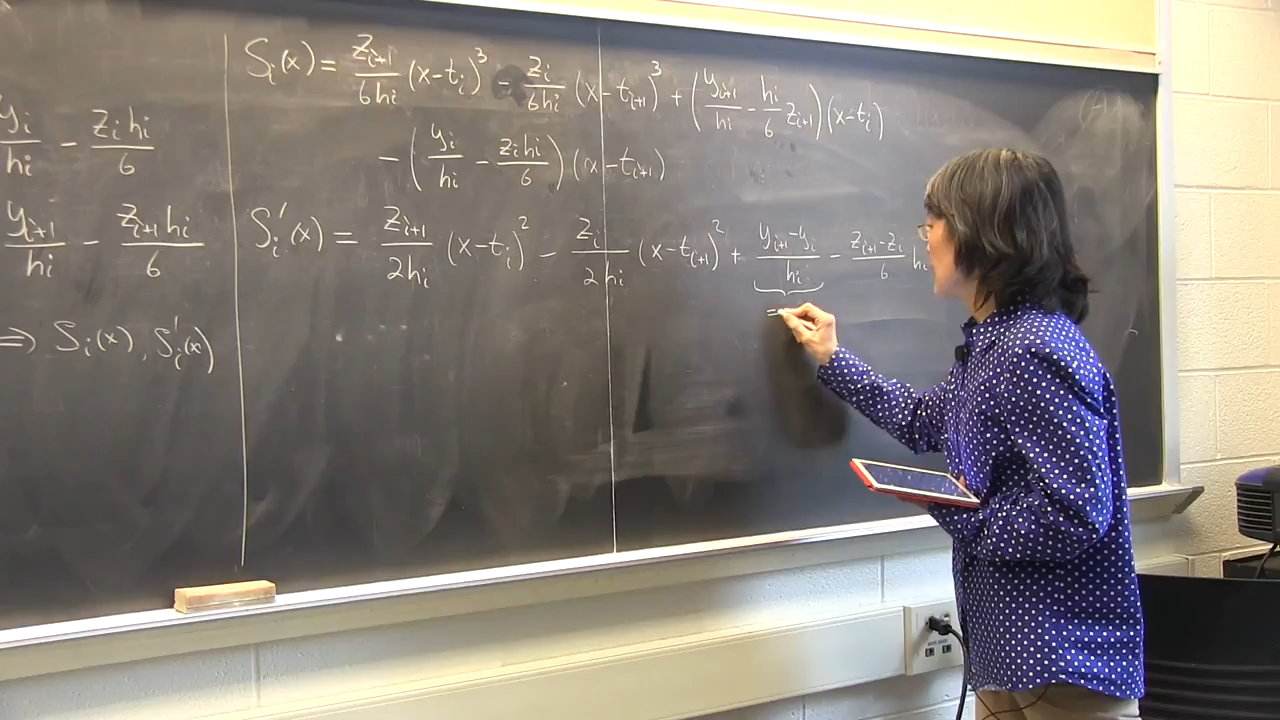 y_i/h_i - z_i h_i/6
y_{i+1}/h_i - z_{i+1} h_i/6
⇒ S_i(x), S_i'(x)
S_i(x) = z_{i+1}/6h_i (x-t_i)^3 - z_i/6h_i (x-t_{i+1})^3 + (y_{i+1}/h_i - h_i/6 z_{i+1})(x-t_i)
- (y_i/h_i - z_i h_i/6)(x-t_{i+1})
S_i'(x) = z_{i+1}/2h_i (x-t_i)^2 - z_i/2h_i (x-t_{i+1})^2 + y_{i+1}-y_i/h_i - z_{i+1}-z_i/6 h
=